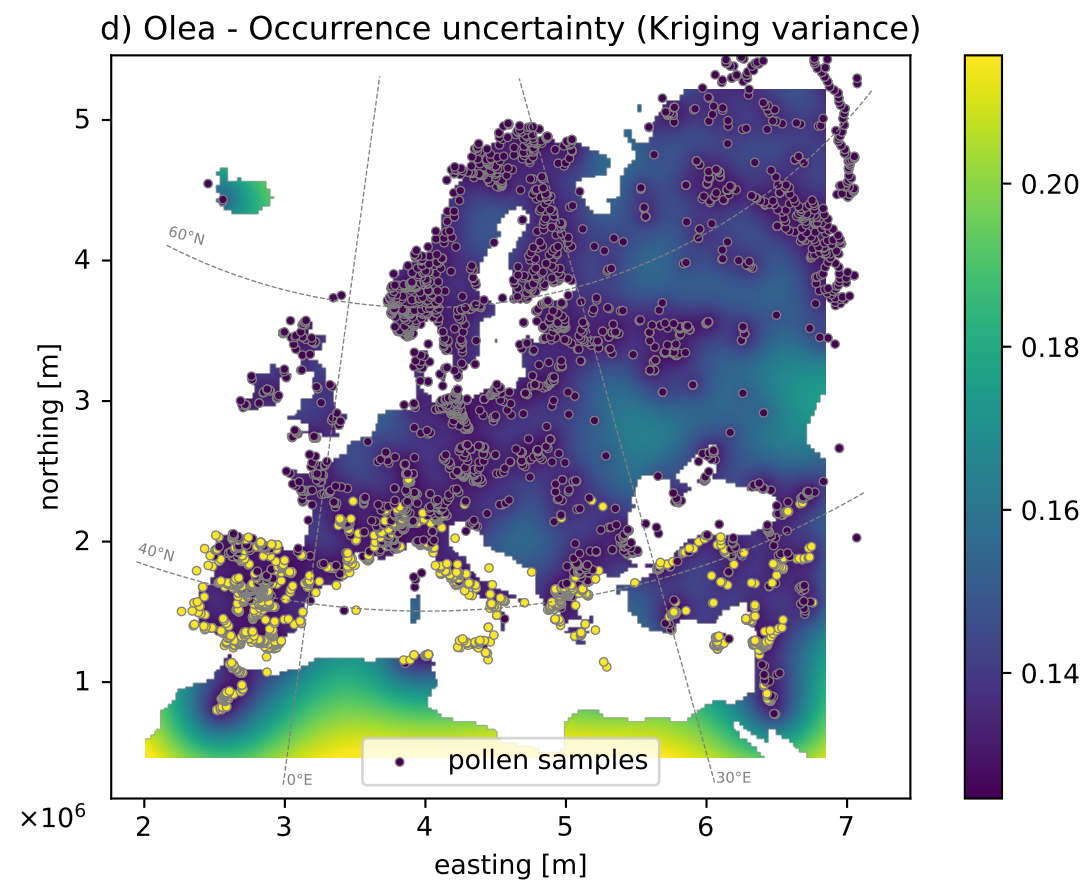 d) Olea - Occurrence uncertainty (Kriging variance)
5
4
3
2
1
northing [m]
60°N
40°N
0°E
30°E
pollen samples
×10⁶
2 3 4 5 6 7
easting [m]
0.20
0.18
0.16
0.14